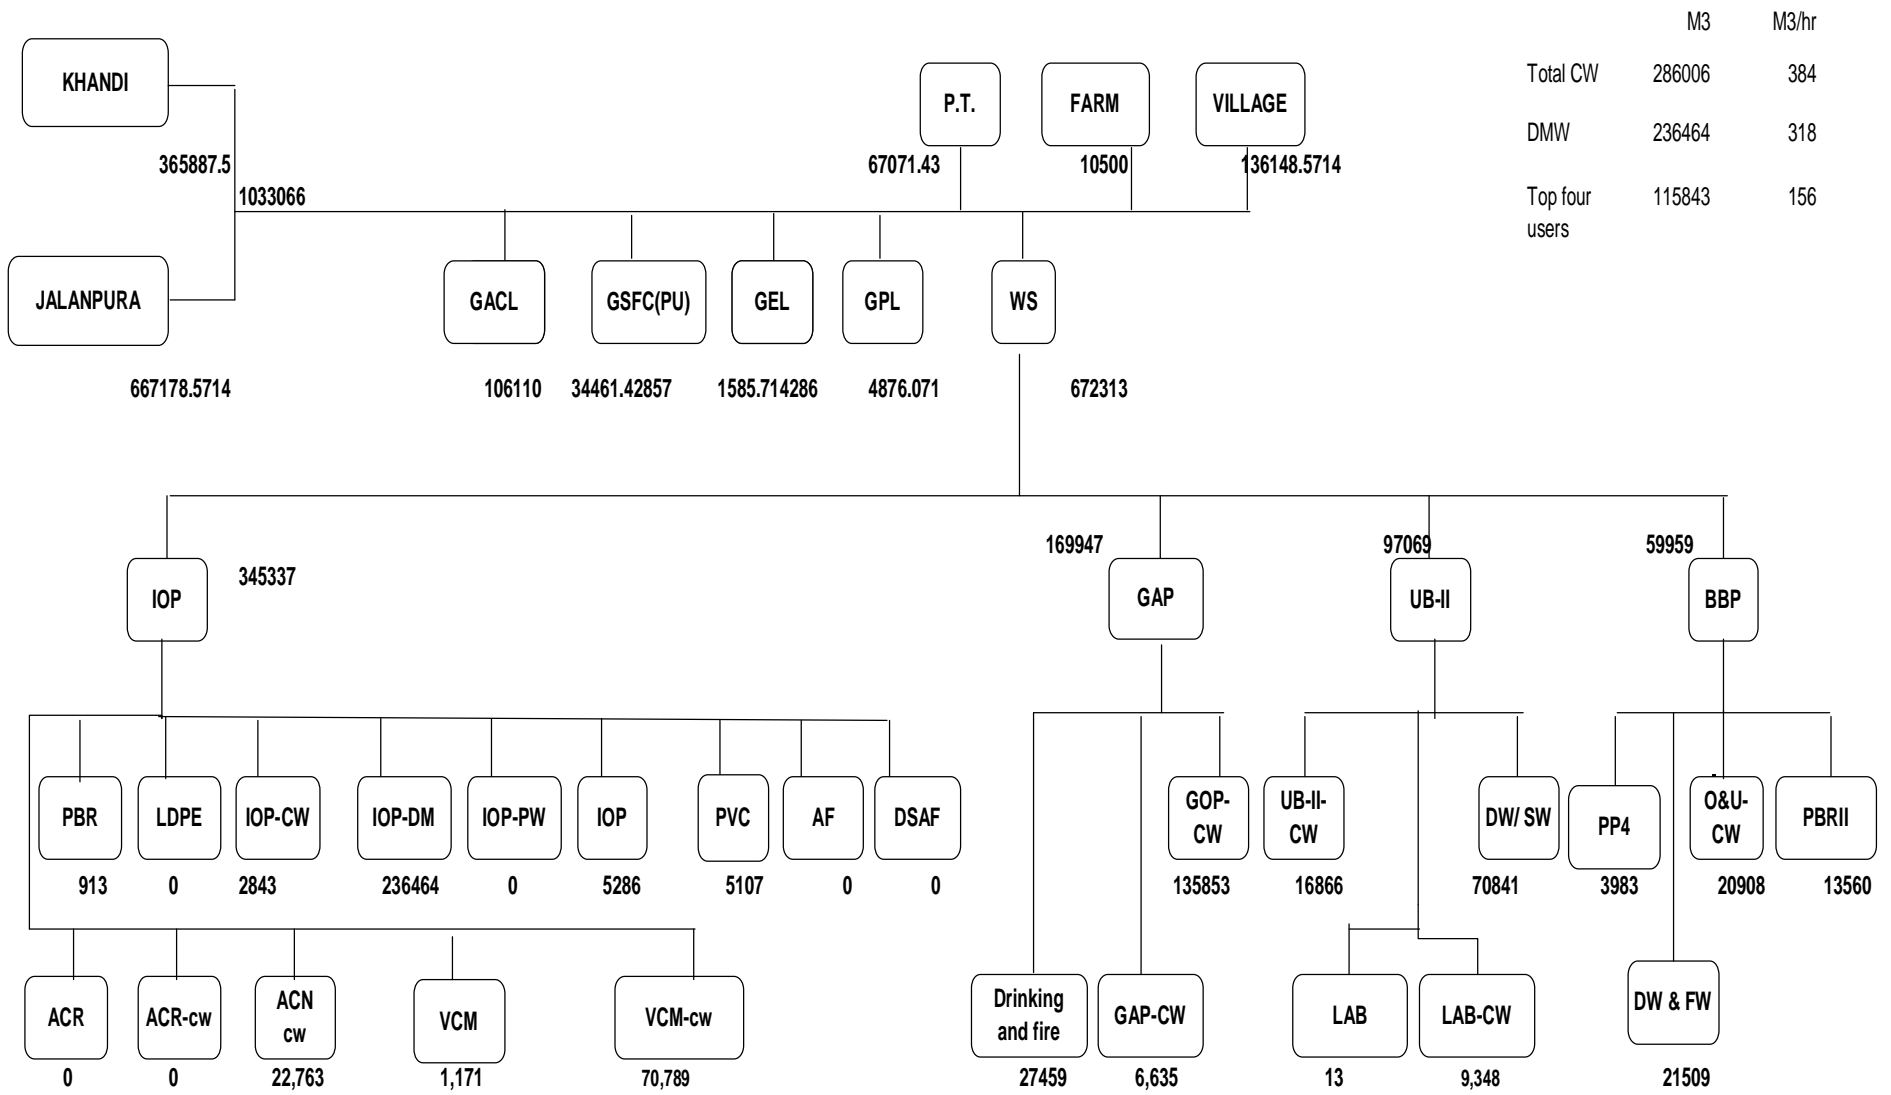 M3 M3/hr
KHANDI
P.T. FARM VILLAGE
Total CW 286006 384
DMW 236464 318
365887.5 67071.43 10500 136148.5714
1033066
Top four 115843 156
users
JALANPURA GACL GSFC(PU) GEL GPL WS
667178.5714 106110 34461.42857 1585.714286 4876.071 672313
169947 97069 59959
345337
IOP GAP UB-II BBP
PBR LDPE IOP-CW IOP-DM IOP-PW IOP PVC AF DSAF GOP- UB-II- DW/ SW PP4 O&U- PBRII
CW CW CW
913 0 2843 236464 0 5286 5107 0 0 135853 16866 70841 3983 20908 13560
ACR ACR-cw ACN VCM VCM-cw Drinking GAP-CW LAB LAB-CW DW & FW
cw and fire
0 0 22,763 1,171 70,789 27459 6,635 13 9,348 21509